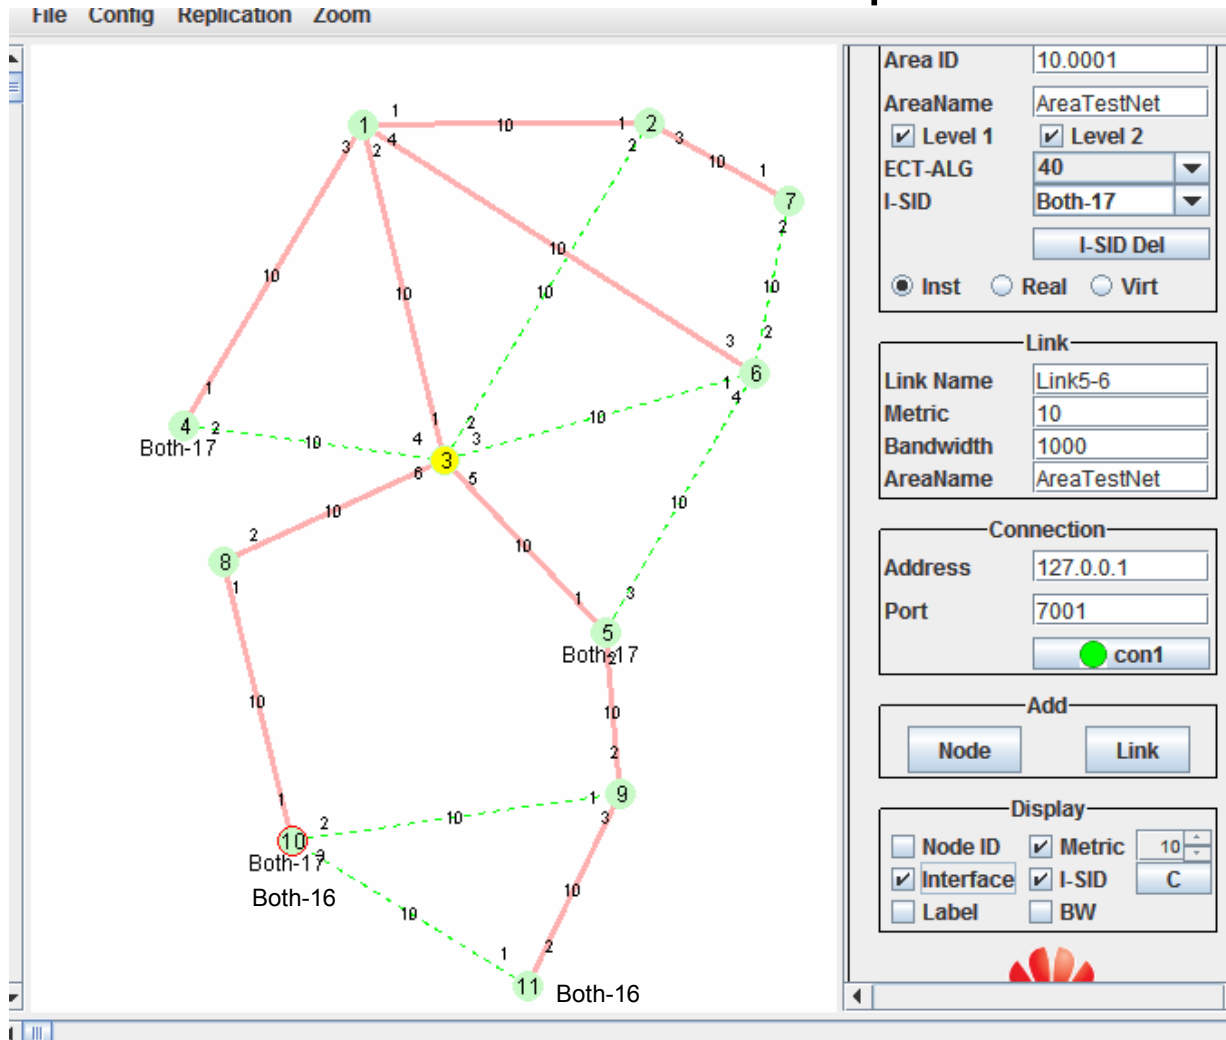 File Config Replication Zoom
1 1 10 1 2 3
3 2 4 2 10 1
7
2
10
10 10 10 10
2
3
6
1
4
1
4 2 10 4 1 2 3 10
Both-17
3
6 5
10
2 10 10
8
1
1 3
5
Both-17
2
10 10
2
1 9
1 2 10 3
10
Both-17
3
Both-16
10 10
1 2
11 Both-16
Area ID 10.0001
AreaName AreaTestNet
Level 1 Level 2
ECT-ALG 40
I-SID Both-17
I-SID Del
Inst Real Virt
Link
Link Name Link5-6
Metric 10
Bandwidth 1000
AreaName AreaTestNet
Connection
Address 127.0.0.1
Port 7001
con1
Add
Node Link
Display
Node ID Metric 10
Interface I-SID C
Label BW